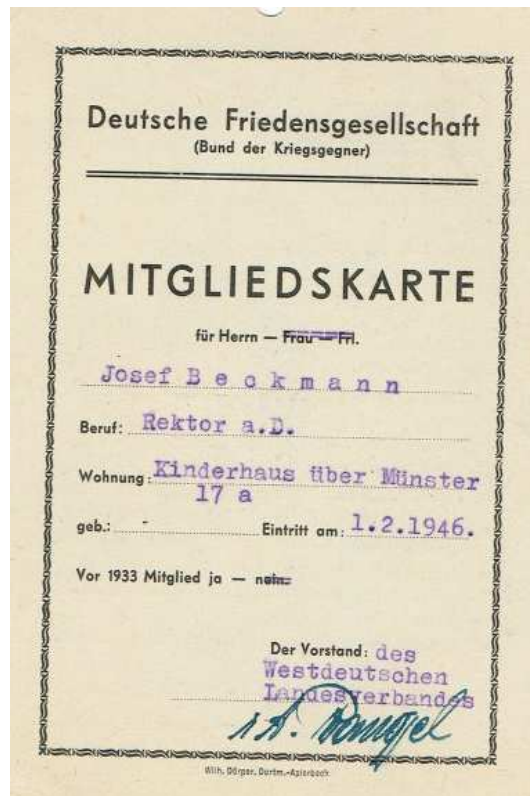 Deutsche Friedensgesellschaft
(Bund der Kriegsgegner)
MITGLIEDSKARTE
für Herrn — Frau — Frl.
Josef Beckmann
Beruf: Rektor a.D.
Wohnung: Kinderhaus über Münster
17 a
geb.: - Eintritt am: 1.2.1946.
Vor 1933 Mitglied ja — nein.
Der Vorstand: des
Westdeutschen
Landesverbandes
i.A.
Wilh. Dörper, Dortm.-Aplerbeck